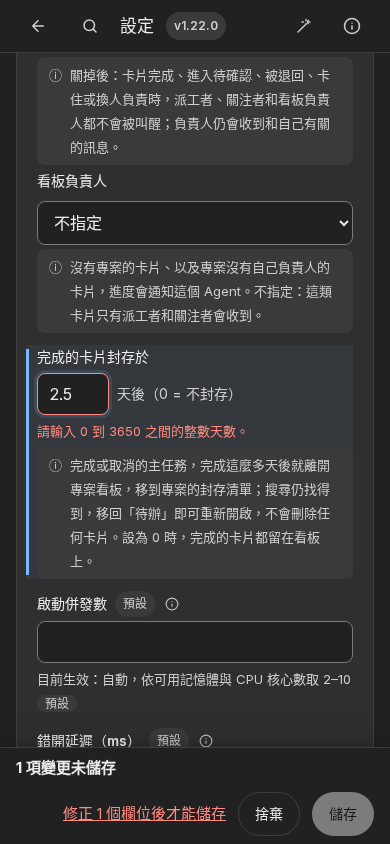 設定 v1.22.0
關掉後：卡片完成、進入待確認、被退回、卡
住或換人負責時，派工者、關注者和看板負責
人都不會被叫醒；負責人仍會收到和自己有關
的訊息。
看板負責人
不指定
沒有專案的卡片、以及專案沒有自己負責人的
卡片，進度會通知這個 Agent。不指定：這類
卡片只有派工者和關注者會收到。
完成的卡片封存於
2.5 天後（0 = 不封存）
請輸入 0 到 3650 之間的整數天數。
完成或取消的主任務，完成這麼多天後就離開
專案看板，移到專案的封存清單；搜尋仍找得
到，移回「待辦」即可重新開啟，不會刪除任
何卡片。設為 0 時，完成的卡片都留在看板
上。
啟動併發數 預設
目前生效：自動，依可用記憶體與 CPU 核心數取 2–10
預設
錯開延遲（ms） 預設
1 項變更未儲存
修正 1 個欄位後才能儲存 捨棄 儲存